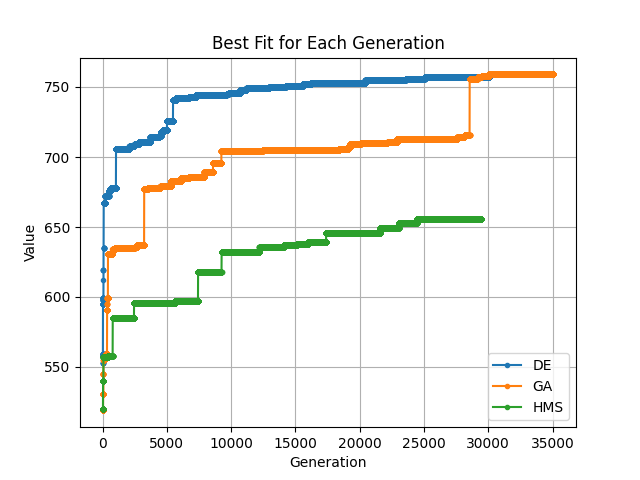 Best Fit for Each Generation
Value
750
700
650
600
550
DE
GA
HMS
0 5000 10000 15000 20000 25000 30000 35000
Generation